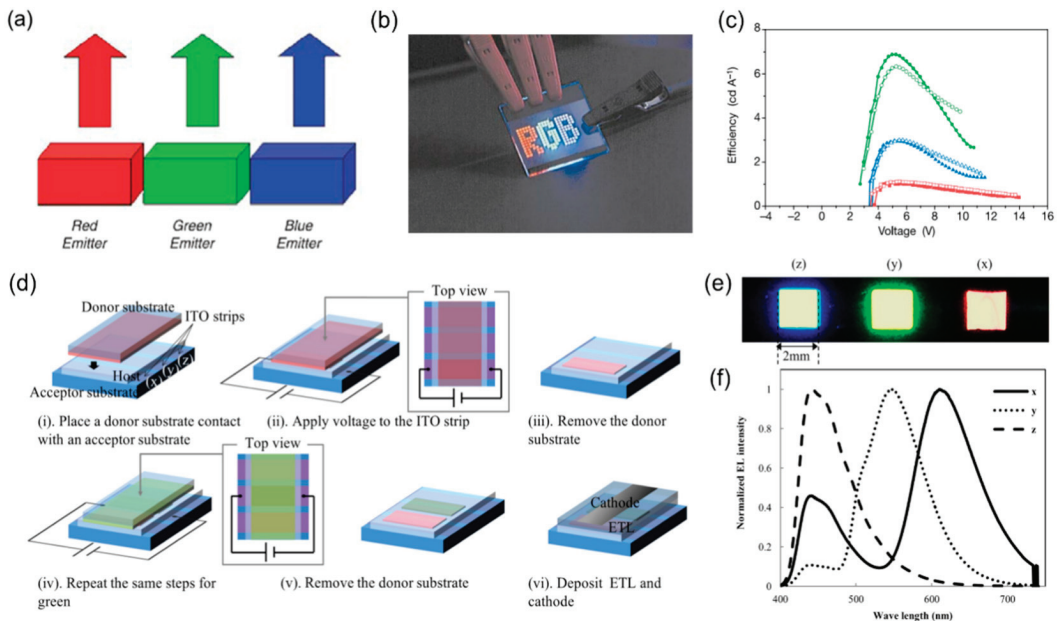 (a)
Red
Emitter
Green
Emitter
Blue
Emitter
(b)
RGB
(c)
8
6
4
2
0
Efficiency (cd A⁻¹)
−4 −2 0 2 4 6 8 10 12 14 16
Voltage (V)
(d)
Donor substrate
ITO strips
Host
(x) (y) (z)
Acceptor substrate
(i). Place a donor substrate contact
with an acceptor substrate
Top view
(ii). Apply voltage to the ITO strip
(iii). Remove the donor
substrate
Top view
(iv). Repeat the same steps for
green
(v). Remove the donor substrate
Cathode
ETL
(vi). Deposit ETL and
cathode
(e)
(z) (y) (x)
2mm
(f)
Normalized EL intensity
1
0.8
0.6
0.4
0.2
0
x
y
z
400 500 600 700
Wave length (nm)